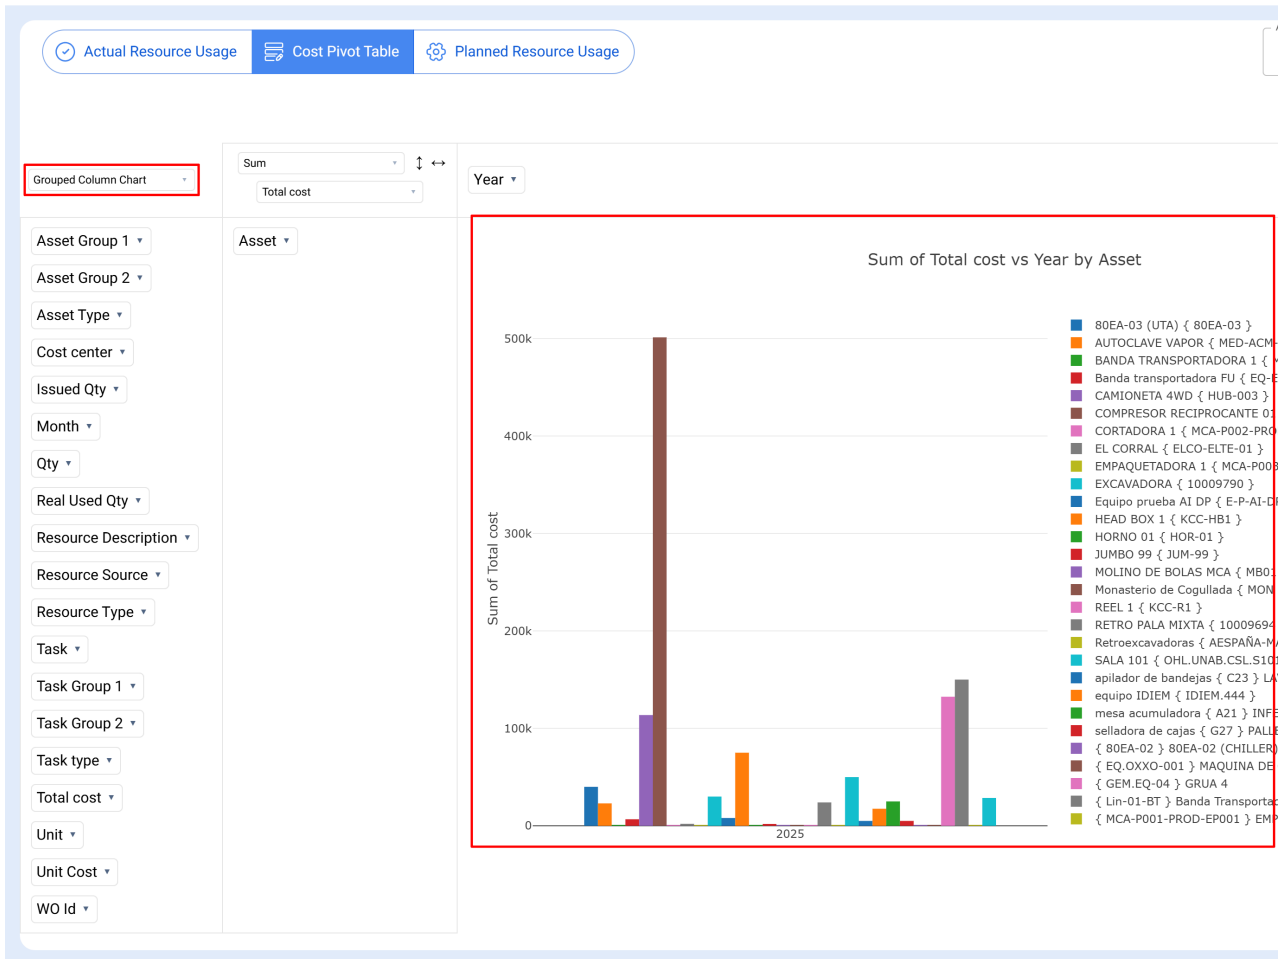 Actual Resource Usage
Cost Pivot Table
Planned Resource Usage
Grouped Column Chart
Sum
Total cost
Year
Asset Group 1
Asset Group 2
Asset Type
Cost center
Issued Qty
Month
Qty
Real Used Qty
Resource Description
Resource Source
Resource Type
Task
Task Group 1
Task Group 2
Task type
Total cost
Unit
Unit Cost
WO Id
Asset
Sum of Total cost vs Year by Asset
Sum of Total cost
500k
400k
300k
200k
100k
0
2025
80EA-03 (UTA) { 80EA-03 }
AUTOCLAVE VAPOR { MED-ACM-
BANDA TRANSPORTADORA 1 {
Banda transportadora FU { EQ-
CAMIONETA 4WD { HUB-003 }
COMPRESOR RECIPROCANTE 01
CORTADORA 1 { MCA-P002-PRO
EL CORRAL { ELCO-ELTE-01 }
EMPAQUETADORA 1 { MCA-P003
EXCAVADORA { 10009790 }
Equipo prueba AI DP { E-P-AI-DP
HEAD BOX 1 { KCC-HB1 }
HORNO 01 { HOR-01 }
JUMBO 99 { JUM-99 }
MOLINO DE BOLAS MCA { MB01
Monasterio de Cogullada { MON
REEL 1 { KCC-R1 }
RETRO PALA MIXTA { 10009694
Retroexcavadoras { AESPAÑA-MA
SALA 101 { OHL.UNAB.CSL.S101
apilador de bandejas { C23 } LA
equipo IDIEM { IDIEM.444 }
mesa acumuladora { A21 } INFE
selladora de cajas { G27 } PALLE
{ 80EA-02 } 80EA-02 (CHILLER)
{ EQ.OXXO-001 } MAQUINA DE
{ GEM.EQ-04 } GRUA 4
{ Lin-01-BT } Banda Transportad
{ MCA-P001-PROD-EP001 } EMP